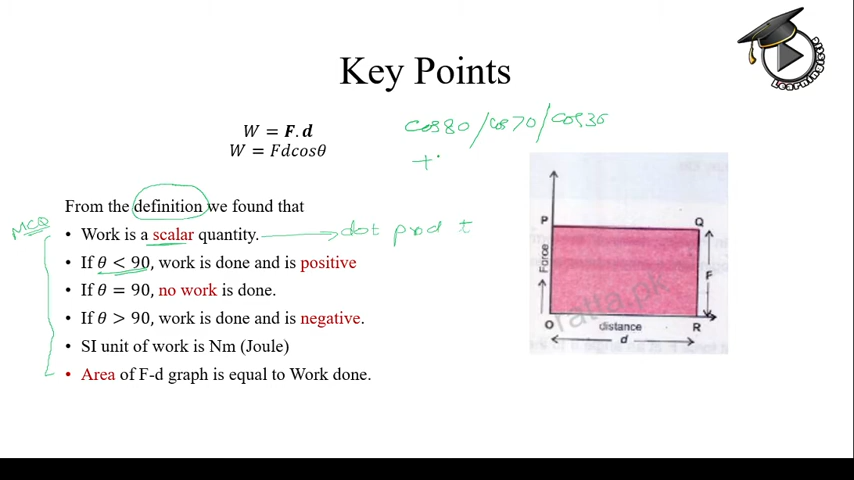 Key Points
W = F.d
W = Fdcosθ
cos80 / cos70 / cos30
+
From the definition we found that
MCQ
• Work is a scalar quantity. dot prod t
• If θ < 90, work is done and is positive
• If θ = 90, no work is done.
• If θ > 90, work is done and is negative.
• SI unit of work is Nm (Joule)
• Area of F-d graph is equal to Work done.
P
Q
Force
F
O
distance
R
d